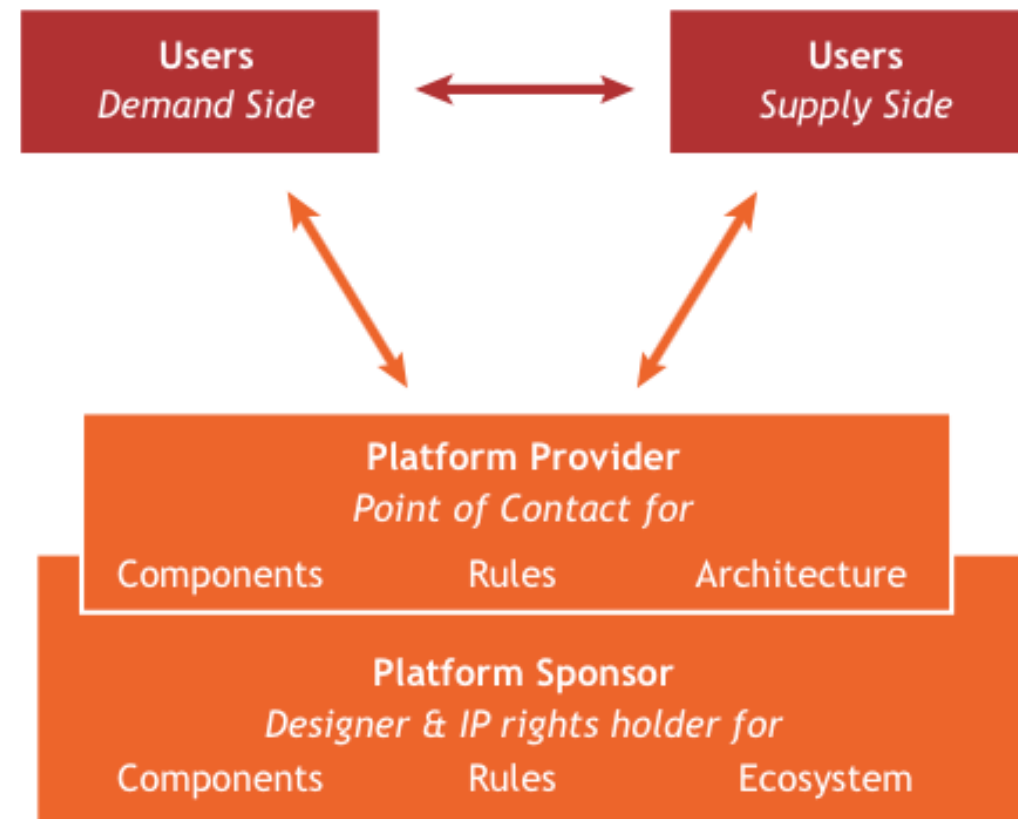 Users
Demand Side
Users
Supply Side
Platform Provider
Point of Contact for
Components Rules Architecture
Platform Sponsor
Designer & IP rights holder for
Components Rules Ecosystem